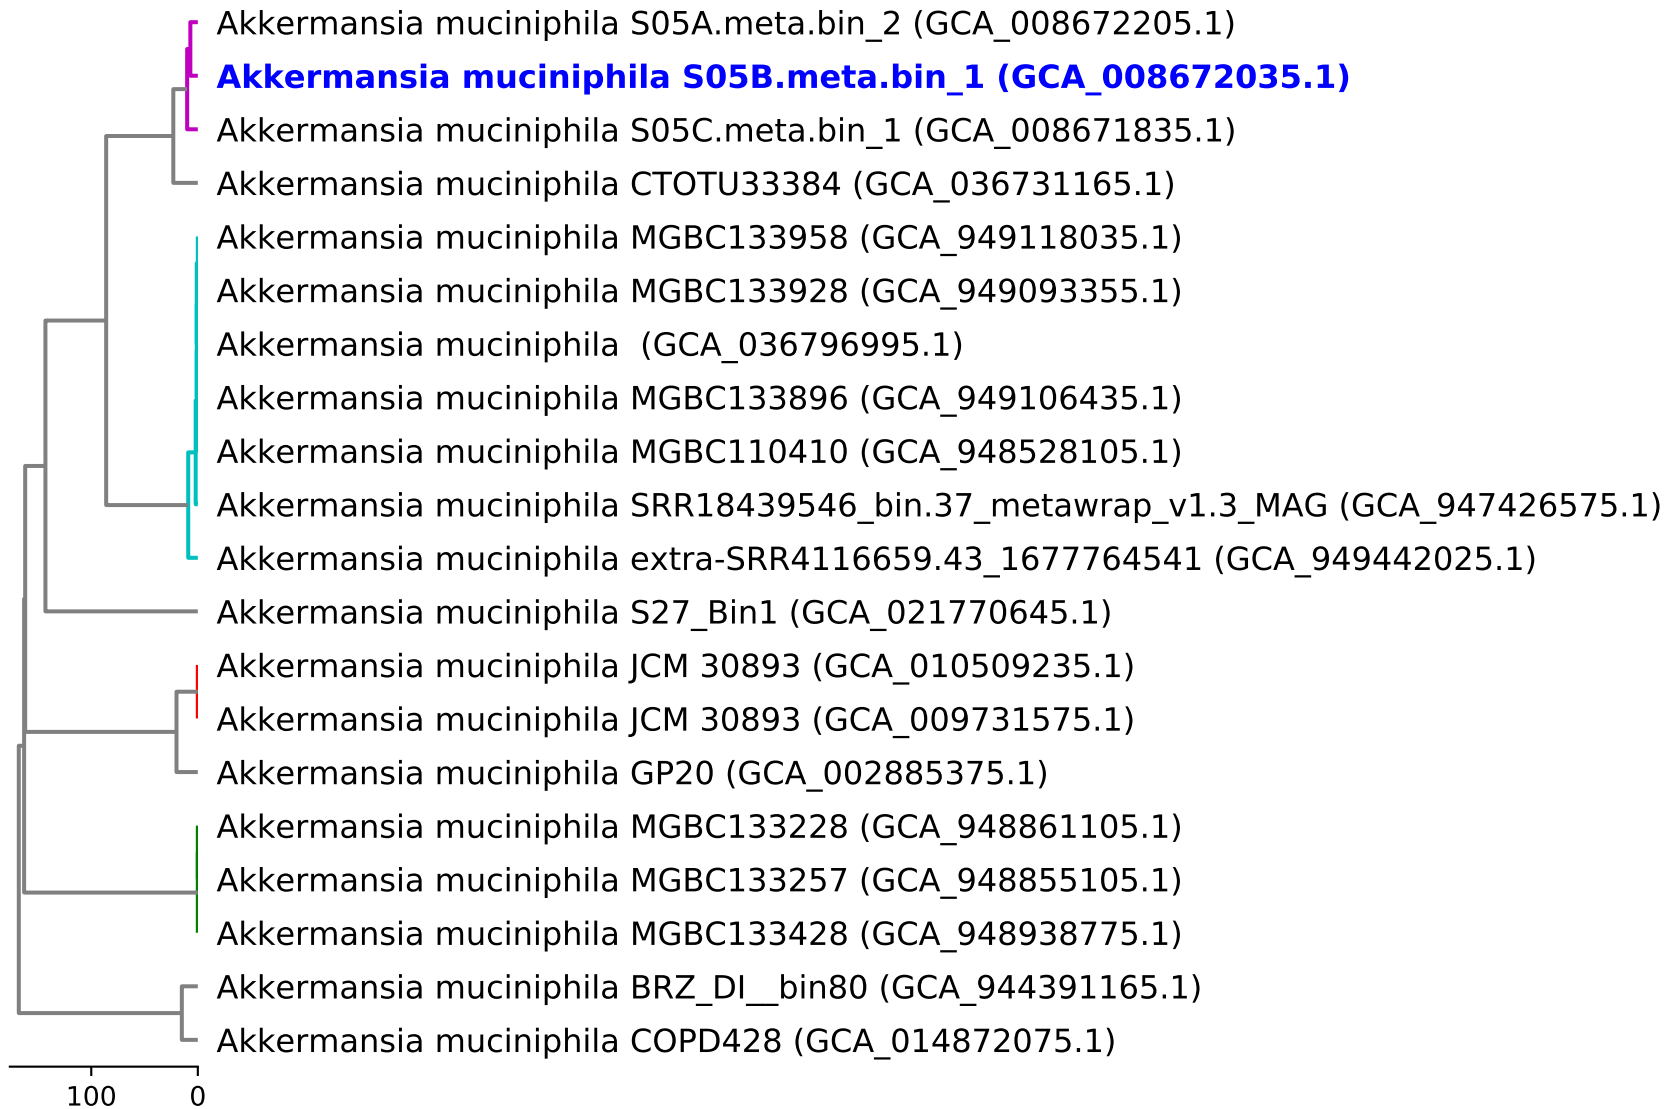 Akkermansia muciniphila S05A.meta.bin_2 (GCA_008672205.1)
Akkermansia muciniphila S05B.meta.bin_1 (GCA_008672035.1)
Akkermansia muciniphila S05C.meta.bin_1 (GCA_008671835.1)
Akkermansia muciniphila CTOTU33384 (GCA_036731165.1)
Akkermansia muciniphila MGBC133958 (GCA_949118035.1)
Akkermansia muciniphila MGBC133928 (GCA_949093355.1)
Akkermansia muciniphila  (GCA_036796995.1)
Akkermansia muciniphila MGBC133896 (GCA_949106435.1)
Akkermansia muciniphila MGBC110410 (GCA_948528105.1)
Akkermansia muciniphila SRR18439546_bin.37_metawrap_v1.3_MAG (GCA_947426575.1)
Akkermansia muciniphila extra-SRR4116659.43_1677764541 (GCA_949442025.1)
Akkermansia muciniphila S27_Bin1 (GCA_021770645.1)
Akkermansia muciniphila JCM 30893 (GCA_010509235.1)
Akkermansia muciniphila JCM 30893 (GCA_009731575.1)
Akkermansia muciniphila GP20 (GCA_002885375.1)
Akkermansia muciniphila MGBC133228 (GCA_948861105.1)
Akkermansia muciniphila MGBC133257 (GCA_948855105.1)
Akkermansia muciniphila MGBC133428 (GCA_948938775.1)
Akkermansia muciniphila BRZ_DI__bin80 (GCA_944391165.1)
Akkermansia muciniphila COPD428 (GCA_014872075.1)
100 0